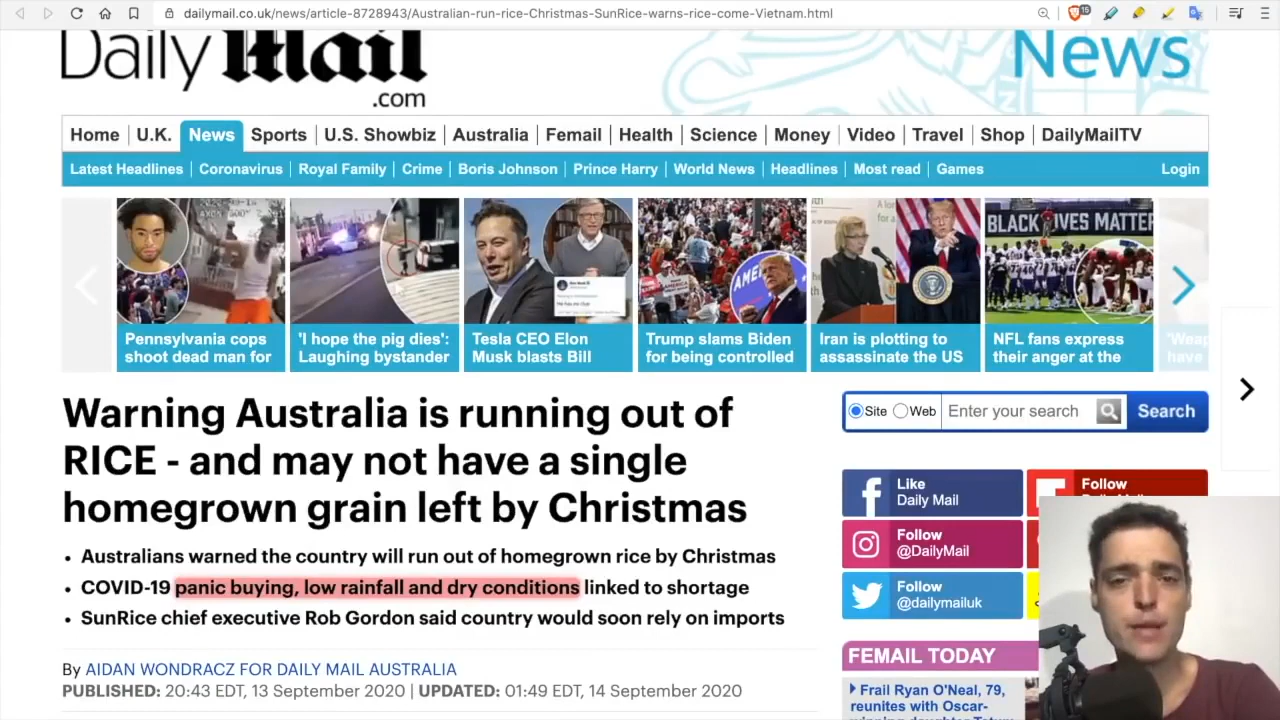 dailymail.co.uk/news/article-8728943/Australian-run-rice-Christmas-SunRice-warns-rice-come-Vietnam.html
15
Daily Mail
.com
News
Home U.K. News Sports U.S. Showbiz Australia Femail Health Science Money Video Travel Shop DailyMailTV
Latest Headlines Coronavirus Royal Family Crime Boris Johnson Prince Harry World News Headlines Most read Games Login
BLACK LIVES MATTER
Pennsylvania cops
shoot dead man for
'I hope the pig dies':
Laughing bystander
Tesla CEO Elon
Musk blasts Bill
Trump slams Biden
for being controlled
Iran is plotting to
assassinate the US
NFL fans express
their anger at the
'Weap
have
Warning Australia is running out of
RICE - and may not have a single
homegrown grain left by Christmas
• Australians warned the country will run out of homegrown rice by Christmas
• COVID-19 panic buying, low rainfall and dry conditions linked to shortage
• SunRice chief executive Rob Gordon said country would soon rely on imports
By AIDAN WONDRACZ FOR DAILY MAIL AUSTRALIA
PUBLISHED: 20:43 EDT, 13 September 2020 | UPDATED: 01:49 EDT, 14 September 2020
Site Web Enter your search Search
Like
Daily Mail
Follow
Follow
@DailyMail
Follow
@dailymailuk
FEMAIL TODAY
Frail Ryan O'Neal, 79,
reunites with Oscar-